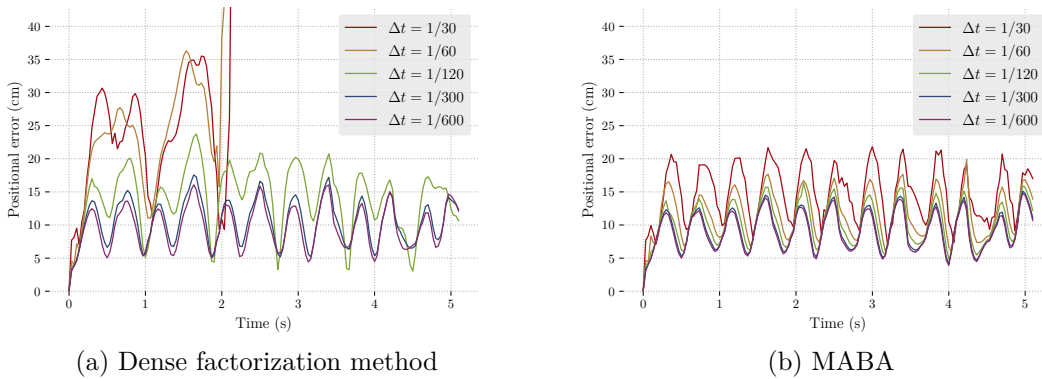 40
35
30
25
20
15
10
5
0
Positional error (cm)
0 1 2 3 4 5
Time (s)
Δt = 1/30
Δt = 1/60
Δt = 1/120
Δt = 1/300
Δt = 1/600
(a) Dense factorization method
40
35
30
25
20
15
10
5
0
Positional error (cm)
0 1 2 3 4 5
Time (s)
Δt = 1/30
Δt = 1/60
Δt = 1/120
Δt = 1/300
Δt = 1/600
(b) MABA